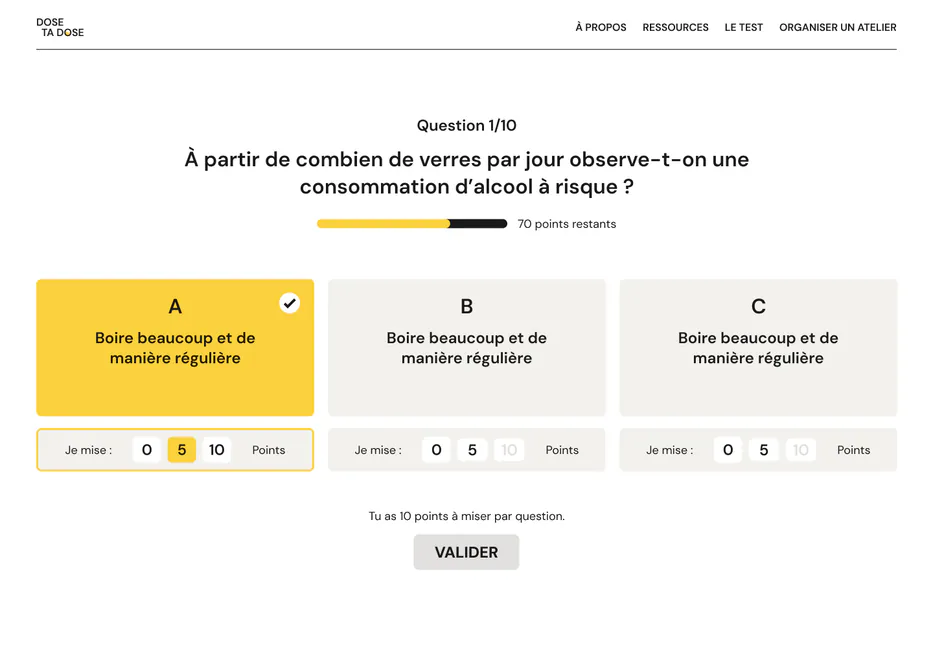 DOSE
TA DOSE
À PROPOS RESSOURCES LE TEST ORGANISER UN ATELIER
Question 1/10
À partir de combien de verres par jour observe-t-on une
consommation d’alcool à risque ?
70 points restants
A
Boire beaucoup et de
manière régulière
Je mise : 0 5 10 Points
B
Boire beaucoup et de
manière régulière
Je mise : 0 5 10 Points
C
Boire beaucoup et de
manière régulière
Je mise : 0 5 10 Points
Tu as 10 points à miser par question.
VALIDER